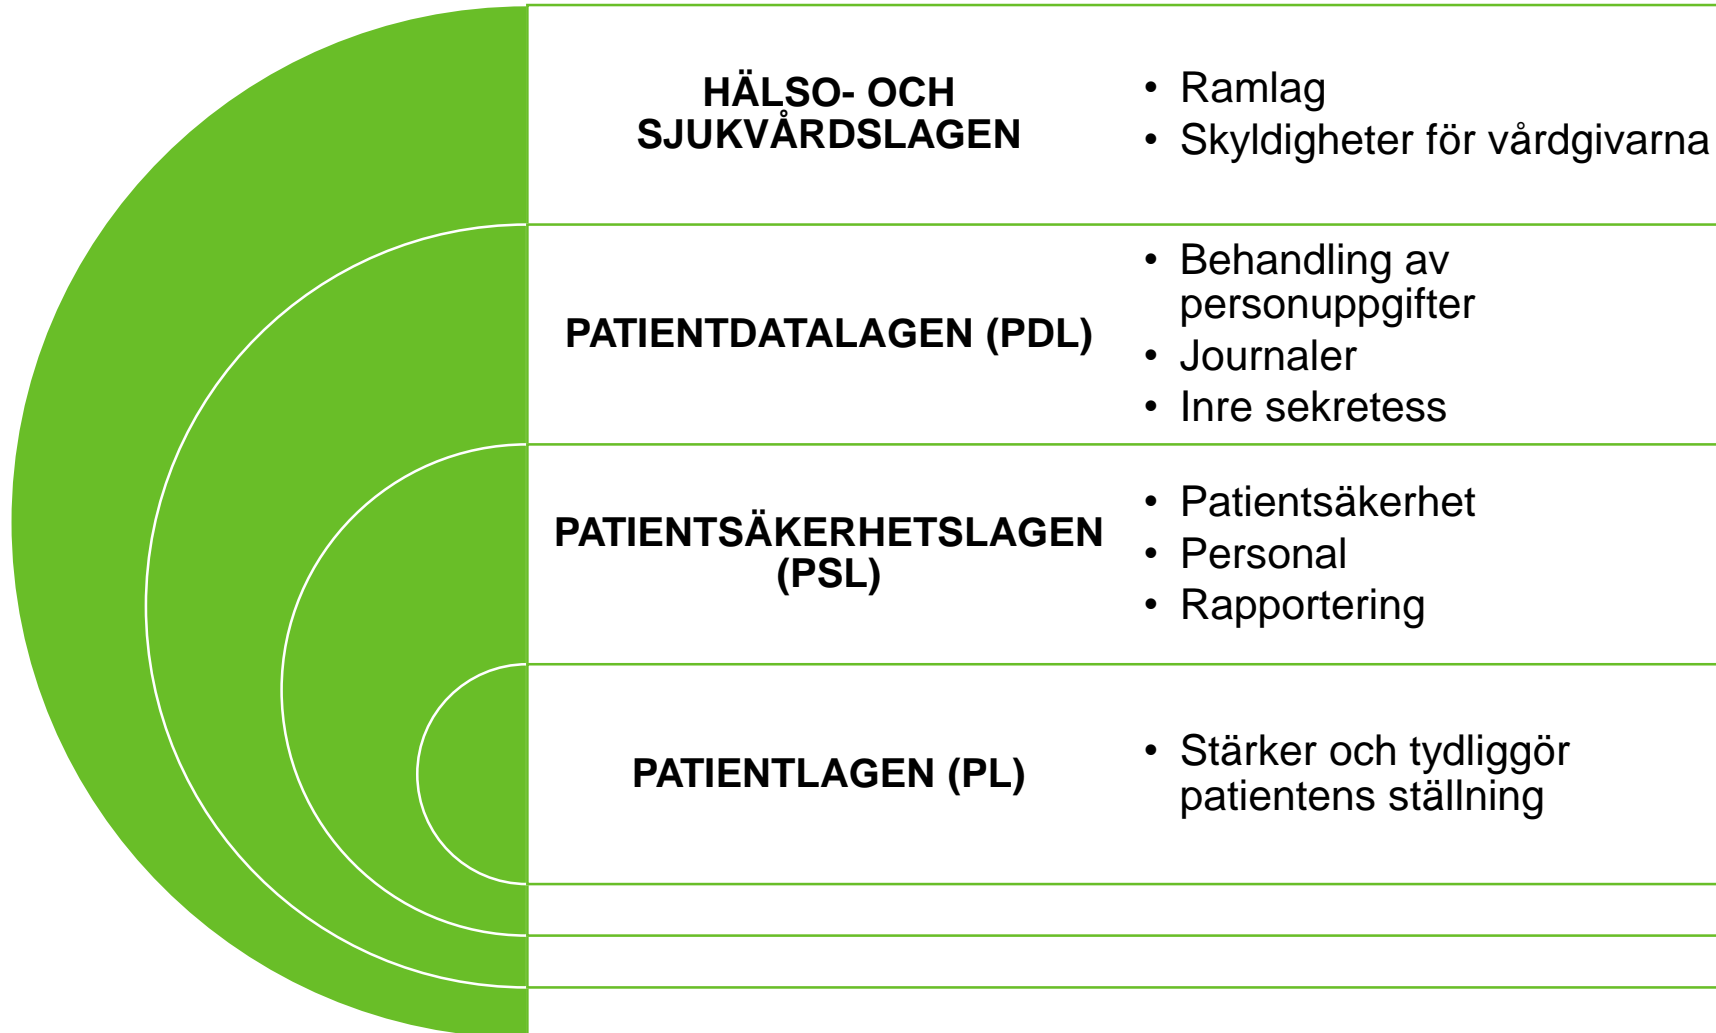 HÄLSO- OCH
SJUKVÅRDSLAGEN
• Ramlag
• Skyldigheter för vårdgivarna
PATIENTDATALAGEN (PDL)
• Behandling av
personuppgifter
• Journaler
• Inre sekretess
PATIENTSÄKERHETSLAGEN
(PSL)
• Patientsäkerhet
• Personal
• Rapportering
PATIENTLAGEN (PL)
• Stärker och tydliggör
patientens ställning